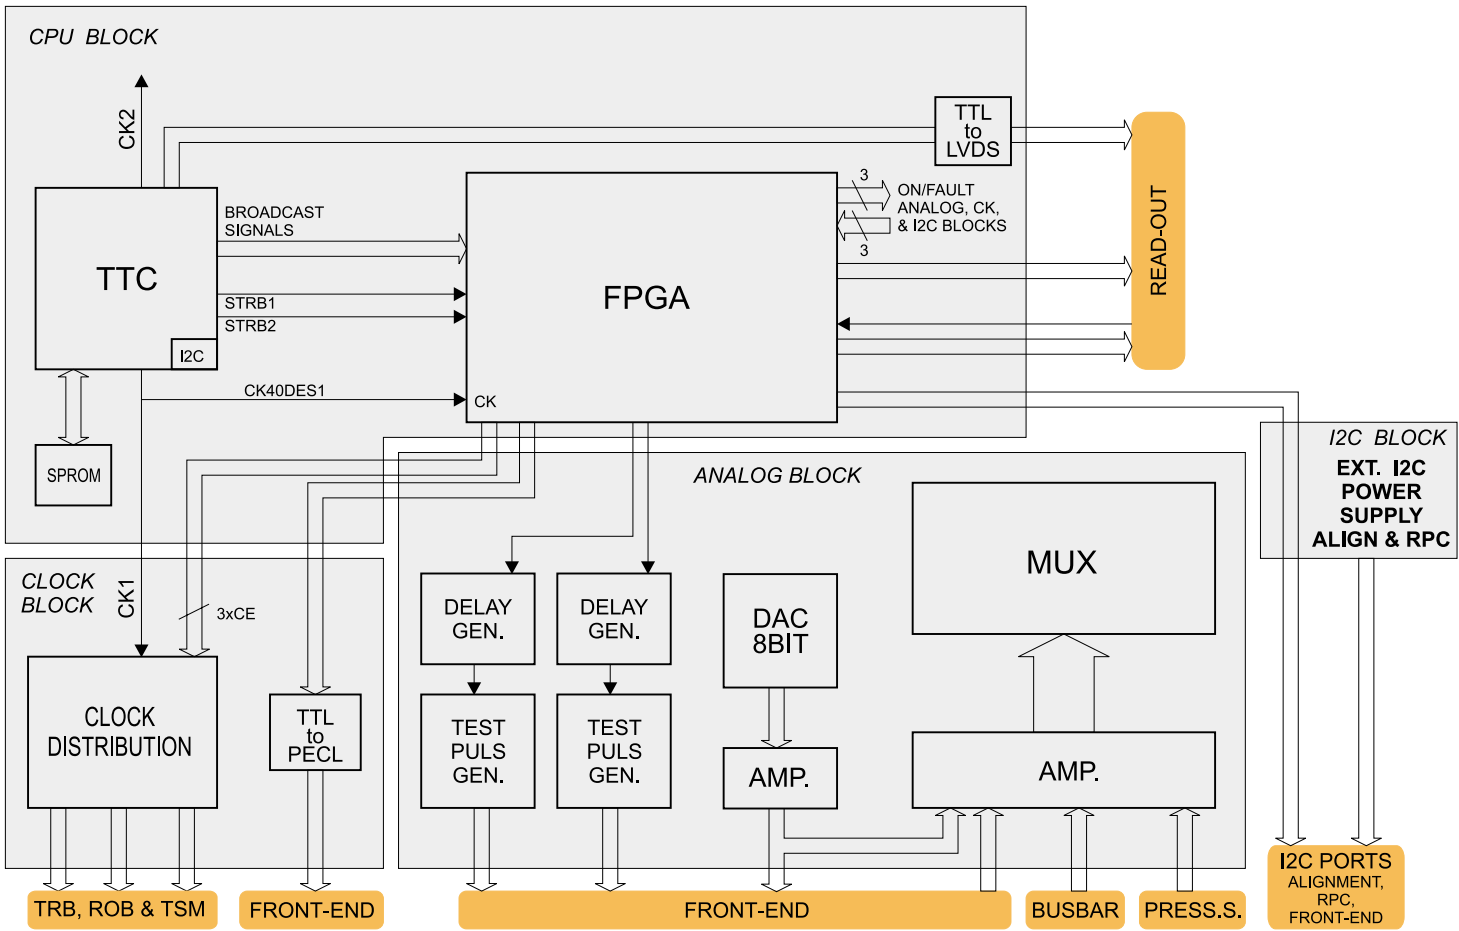 CPU BLOCK
CK2
TTL
to
LVDS
READ-OUT
3
ON/FAULT
ANALOG, CK,
& I2C BLOCKS
3
BROADCAST
SIGNALS
TTC
FPGA
STRB1
STRB2
I2C
CK40DES1
CK
SPROM
I2C BLOCK
EXT. I2C
POWER
SUPPLY
ALIGN & RPC
ANALOG BLOCK
MUX
CLOCK
BLOCK
CK1
3xCE
DELAY
GEN.
DELAY
GEN.
DAC
8BIT
CLOCK
DISTRIBUTION
TTL
to
PECL
TEST
PULS
GEN.
TEST
PULS
GEN.
AMP.
AMP.
I2C PORTS
ALIGNMENT,
RPC,
FRONT-END
TRB, ROB & TSM
FRONT-END
FRONT-END
BUSBAR
PRESS.S.